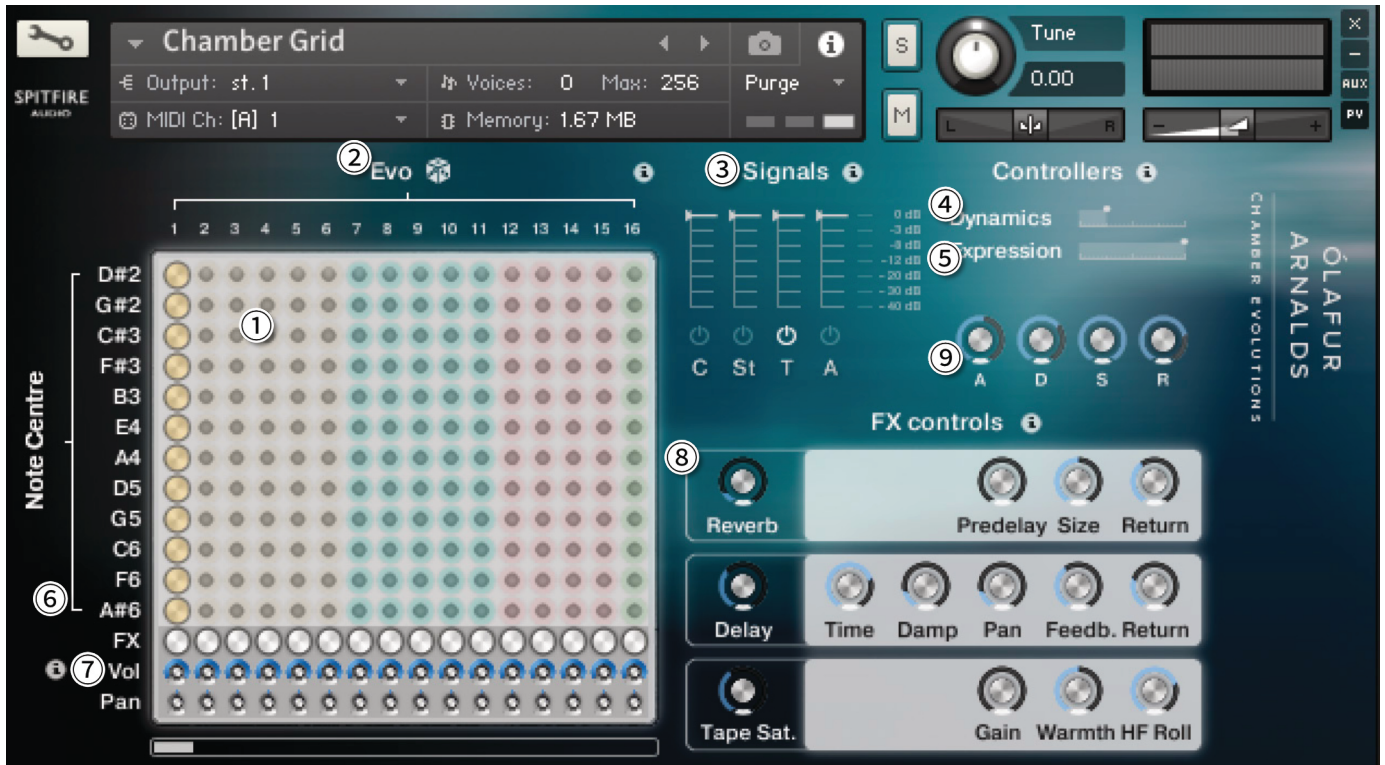 Chamber Grid
Output: st. 1
Voices: 0 Max: 256
Purge
MIDI Ch: [A] 1
Memory: 1.67 MB
S
M
Tune
0.00
L R
- +
×
−
AUX
PV
SPITFIRE
AUDIO
② Evo
③ Signals
Controllers
④ Dynamics
⑤ Expression
1 2 3 4 5 6 7 8 9 10 11 12 13 14 15 16
0 dB
-3 dB
-8 dB
-12 dB
-20 dB
-30 dB
-40 dB
C St T A
⑨
A D S R
ÓLAFUR
ARNALDS
CHAMBER EVOLUTIONS
Note Centre
D#2
G#2
①
C#3
F#3
B3
E4
A4
D5
G5
C6
F6
⑥ A#6
FX
⑦ Vol
Pan
FX controls
⑧ Reverb
Predelay Size Return
Delay
Time Damp Pan Feedb. Return
Tape Sat.
Gain Warmth HF Roll